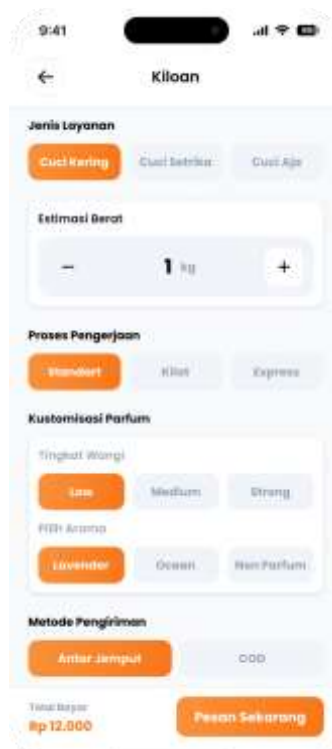 9:41
Kiloan
Jenis Layanan
Cuci Kering Cuci Setrika Cuci Aja
Estimasi Berat
− 1 kg +
Proses Pengerjaan
Standart Kilat Express
Kustomisasi Parfum
Tingkat Wangi
Low Medium Strong
Pilih Aroma
Lavender Ocean Non Parfum
Metode Pengiriman
Antar Jemput COD
Total Bayar
Rp 12.000 Pesan Sekarang